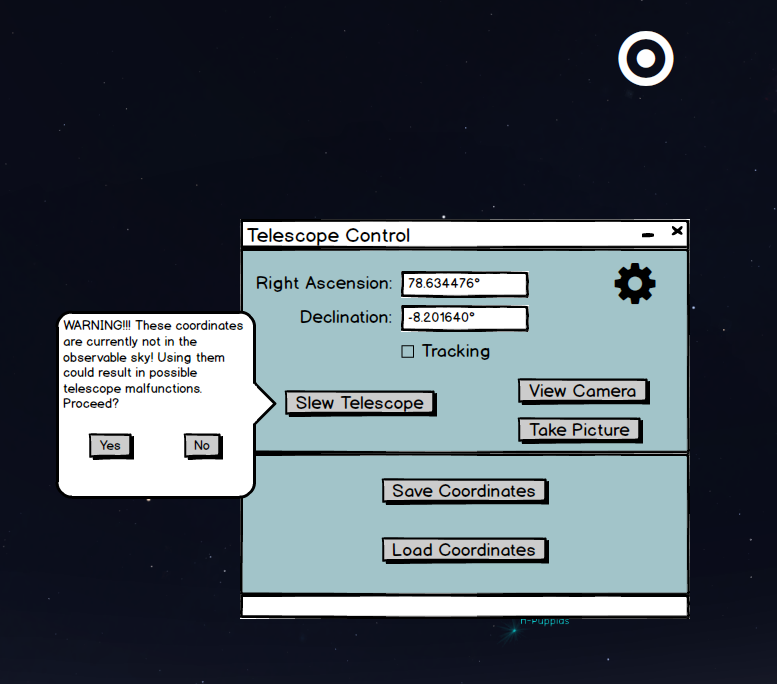 Telescope Control
Right Ascension: 78.634476°
Declination: -8.201640°
Tracking
WARNING!!! These coordinates
are currently not in the
observable sky! Using them
could result in possible
telescope malfunctions.
Proceed?
Yes No
Slew Telescope
View Camera
Take Picture
Save Coordinates
Load Coordinates
n-Puppids